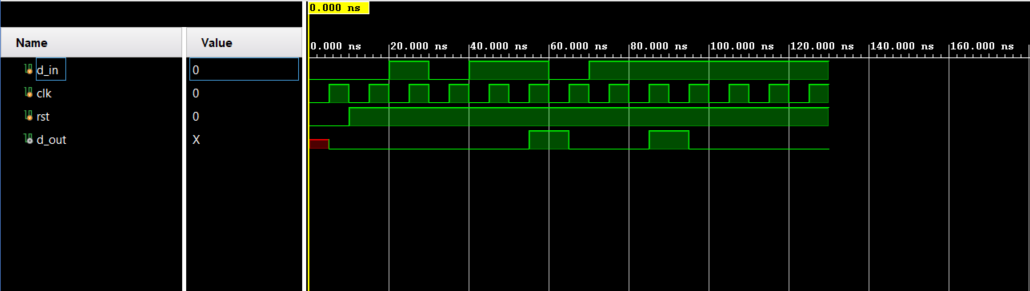 0.000 ns
Name Value
0.000 ns 20.000 ns 40.000 ns 60.000 ns 80.000 ns 100.000 ns 120.000 ns 140.000 ns 160.000 ns
d_in 0
clk 0
rst 0
d_out X